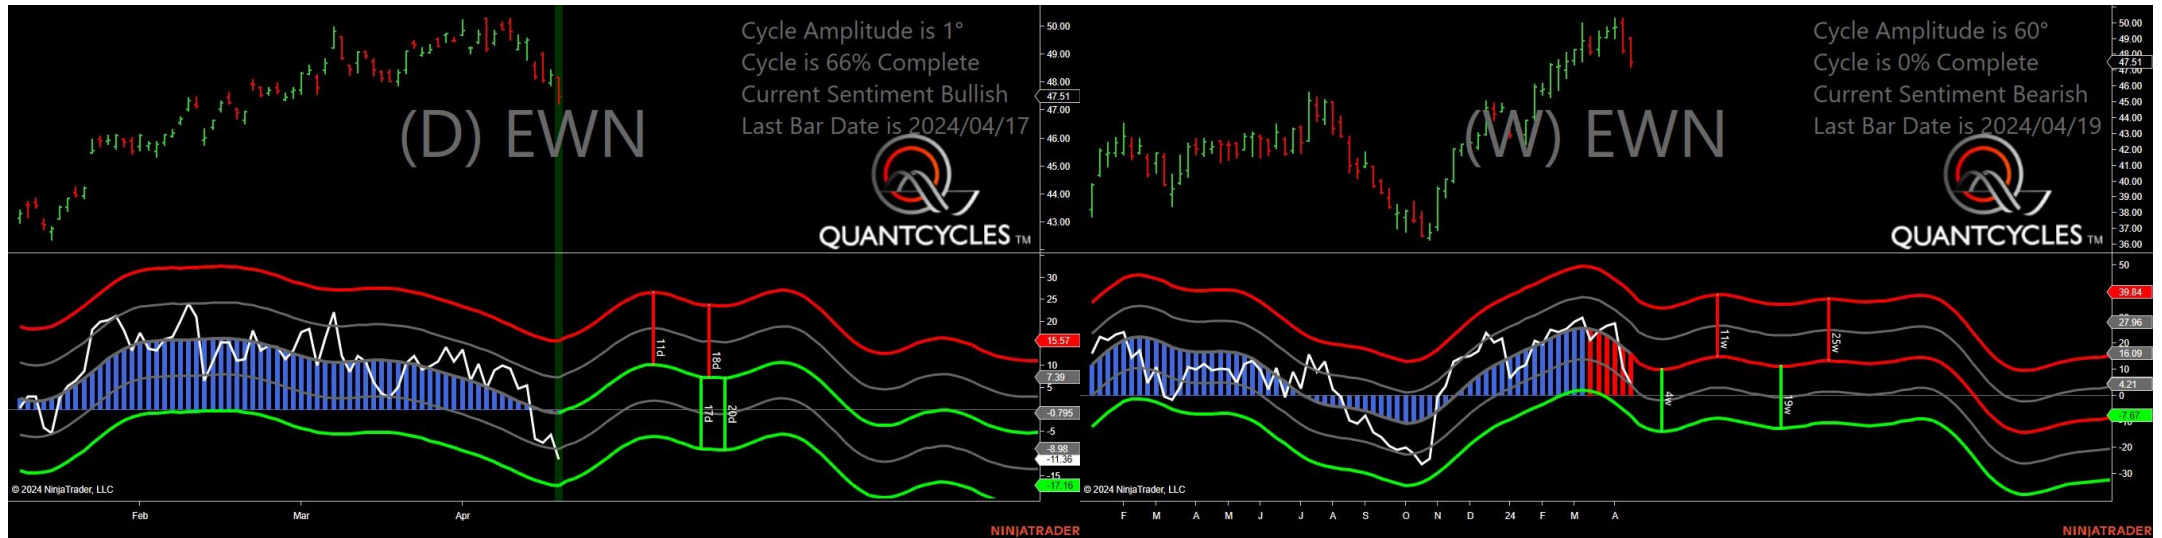 Cycle Amplitude is 1°
Cycle is 66% Complete
Current Sentiment Bullish
Last Bar Date is 2024/04/17
(D) EWN
QUANTCYCLES TM
50.00
49.00
48.00
47.51
47.00
46.00
45.00
44.00
43.00
30
25
20
15.57
10
7.39
5
-0.795
-5
-8.98
-11.36
-15
-17.16
11d
18d
17d
20d
© 2024 NinjaTrader, LLC
Feb
Mar
Apr
NINJATRADER
Cycle Amplitude is 60°
Cycle is 0% Complete
Current Sentiment Bearish
Last Bar Date is 2024/04/19
(W) EWN
QUANTCYCLES TM
50.00
49.00
48.00
47.51
47.00
46.00
45.00
44.00
43.00
42.00
41.00
40.00
39.00
38.00
37.00
36.00
50
39.84
27.96
20
16.09
10
4.21
0
-7.67
-20
-30
4w
11w
19w
25w
© 2024 NinjaTrader, LLC
F M A M J J A S O N D 24 F M A
NINJATRADER